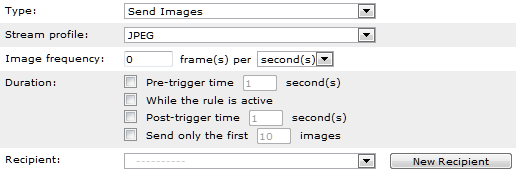 Type: Send Images
Stream profile: JPEG
Image frequency: 0 frame(s) per second(s)
Duration: Pre-trigger time 1 second(s)
While the rule is active
Post-trigger time 1 second(s)
Send only the first 10 images
Recipient: ---------- New Recipient